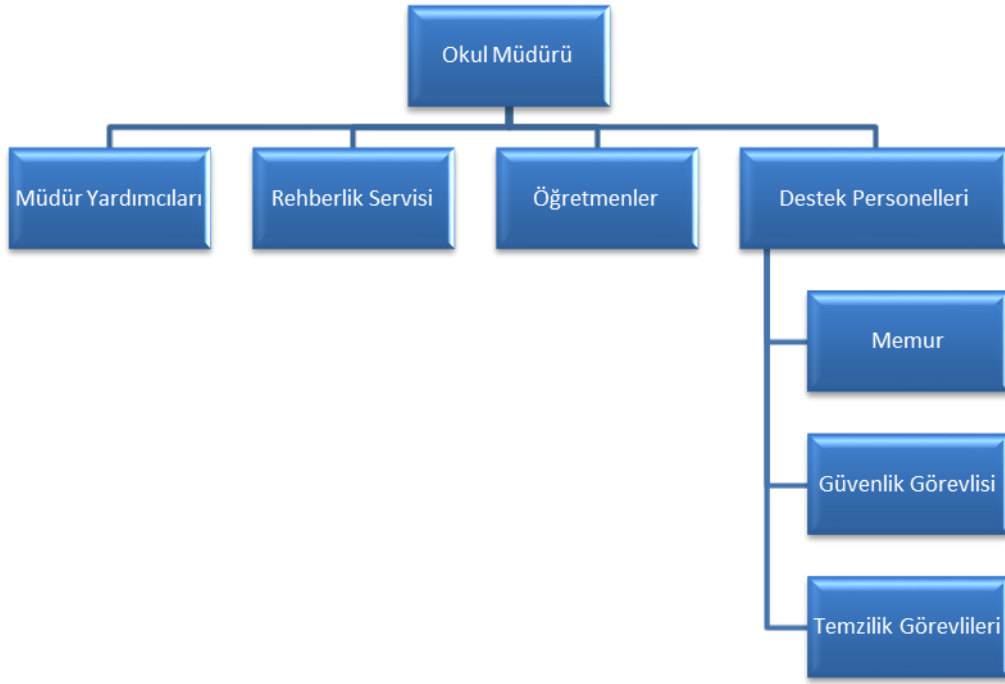 Okul Müdürü
Müdür Yardımcıları
Rehberlik Servisi
Öğretmenler
Destek Personelleri
Memur
Güvenlik Görevlisi
Temzilik Görevlileri